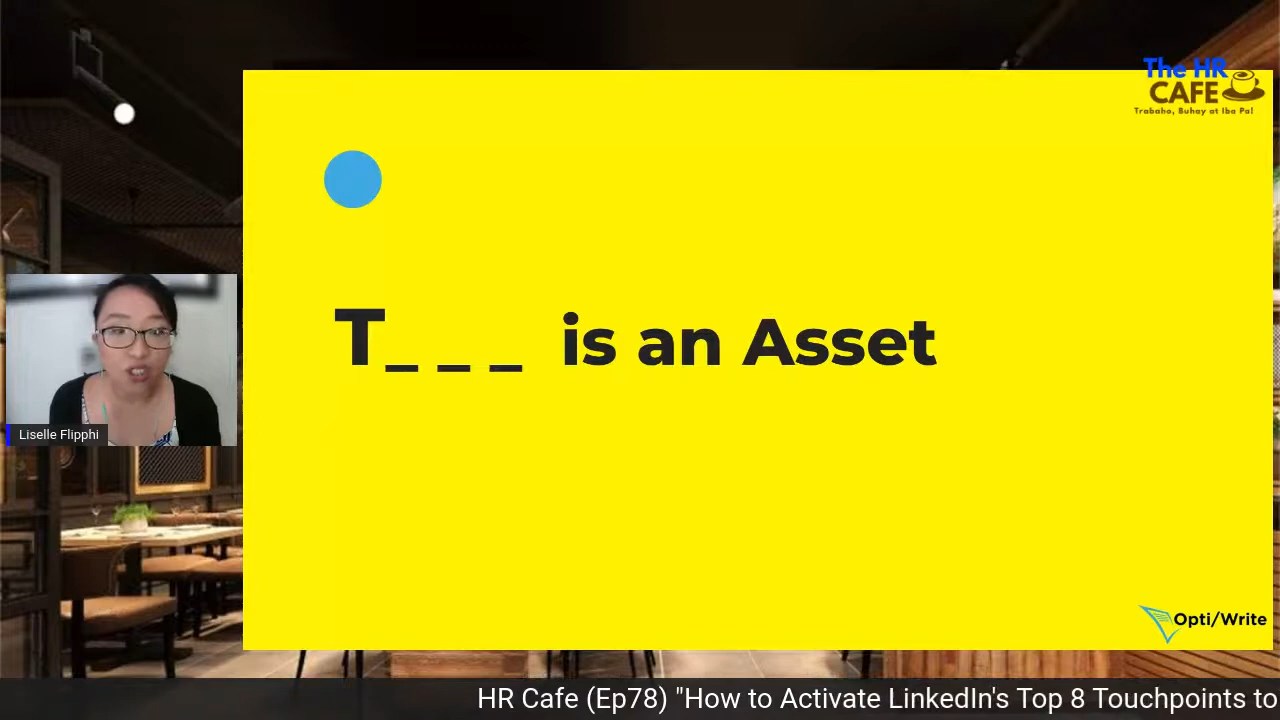 The HR
CAFE
Trabaho, Buhay at Iba Pa!
T_ _ _ is an Asset
Liselle Flipphi
Opti/Write
HR Cafe (Ep78) "How to Activate LinkedIn's Top 8 Touchpoints to